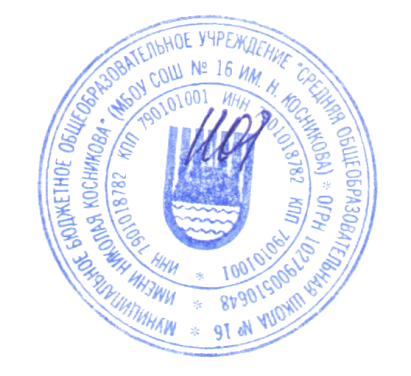 МУНИЦИПАЛЬНОЕ БЮДЖЕТНОЕ ОБЩЕОБРАЗОВАТЕЛЬНОЕ УЧРЕЖДЕНИЕ "СРЕДНЯЯ ОБЩЕОБРАЗОВАТЕЛЬНАЯ ШКОЛА № 16 *
ИМЕНИ НИКОЛАЯ КОСНИКОВА" (МБОУ СОШ № 16 ИМ. Н. КОСНИКОВА) * ОГРН 1027900510648 *
ИНН 7901018782 КПП 790101001 ИНН 7901018782 КПП 790101001 *